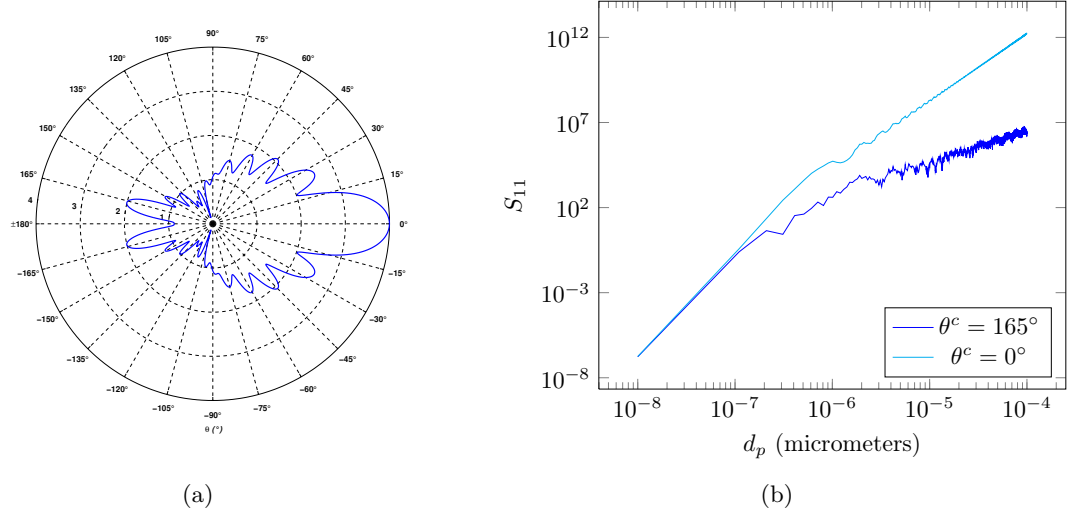 90°
105° 75°
120° 60°
135° 45°
150° 30°
165° 15°
4 3 2 1
±180° 0°
−165° −15°
−150° −30°
−135° −45°
−120° −60°
−105° −75°
−90°
θ (°)
(a)
10^12
10^7
10^2
10^−3
10^−8
S_11
θ^c = 165°
θ^c = 0°
10^−8 10^−7 10^−6 10^−5 10^−4
d_p (micrometers)
(b)